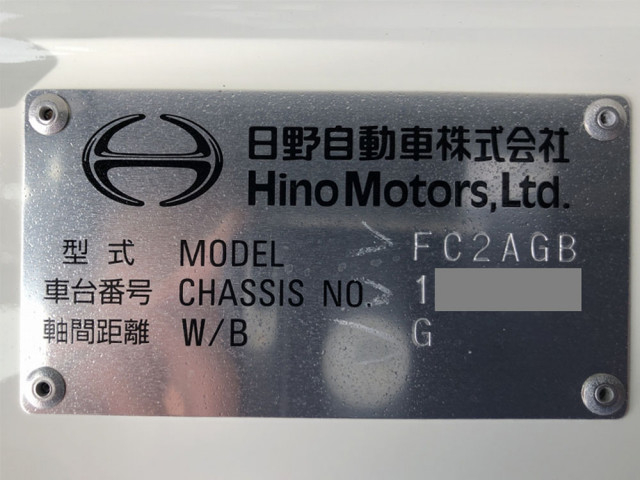 日野自動車株式会社
Hino Motors, Ltd.
型式 MODEL FC2AGB
車台番号 CHASSIS NO. 1
軸間距離 W/B G